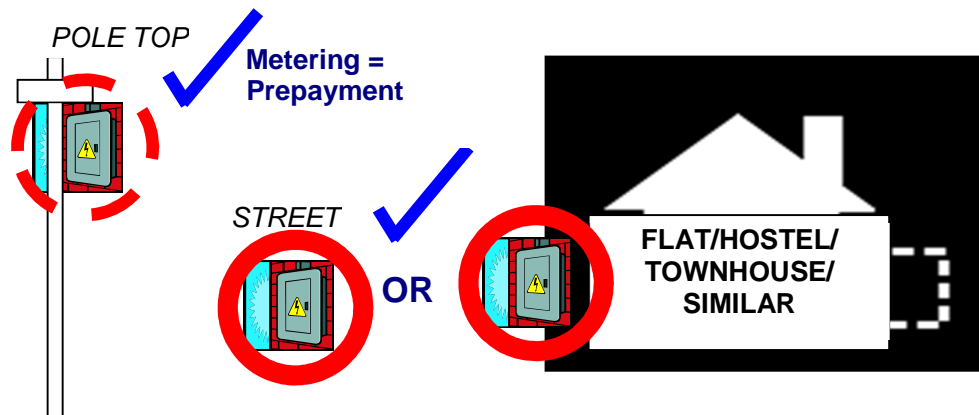 POLE TOP
Metering =
Prepayment
STREET
OR
FLAT/HOSTEL/
TOWNHOUSE/
SIMILAR